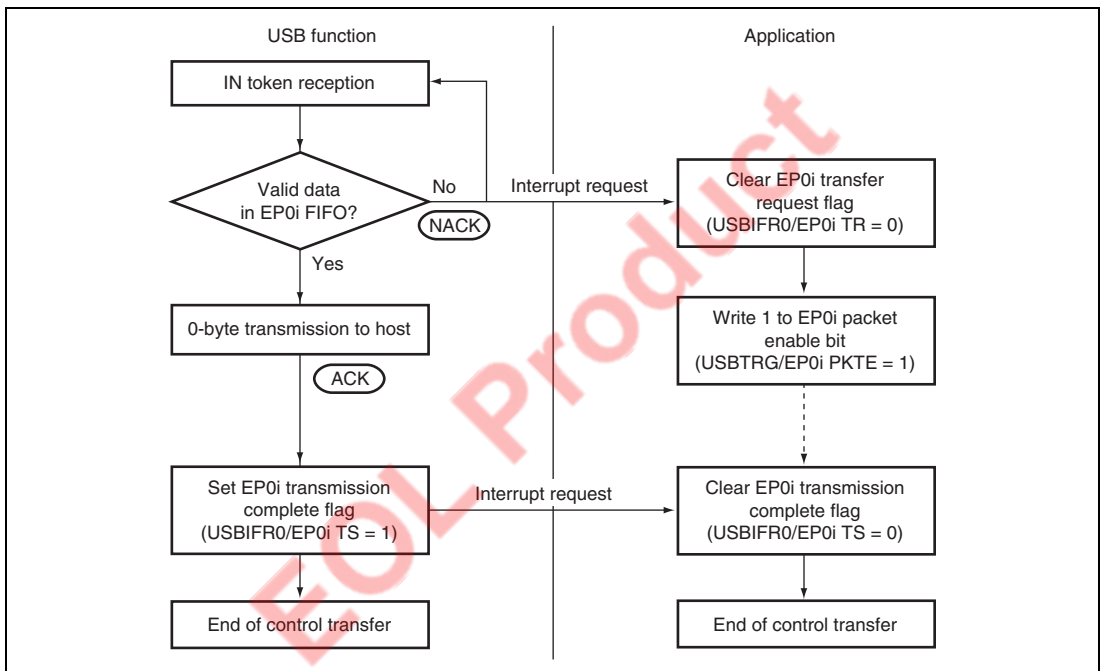 USB function
Application
IN token reception
Valid data
in EP0i FIFO?
No
NACK
Interrupt request
Clear EP0i transfer
request flag
(USBIFR0/EP0i TR = 0)
Yes
0-byte transmission to host
ACK
Write 1 to EP0i packet
enable bit
(USBTRG/EP0i PKTE = 1)
Set EP0i transmission
complete flag
(USBIFR0/EP0i TS = 1)
Interrupt request
Clear EP0i transmission
complete flag
(USBIFR0/EP0i TS = 0)
End of control transfer
End of control transfer
EOL Product